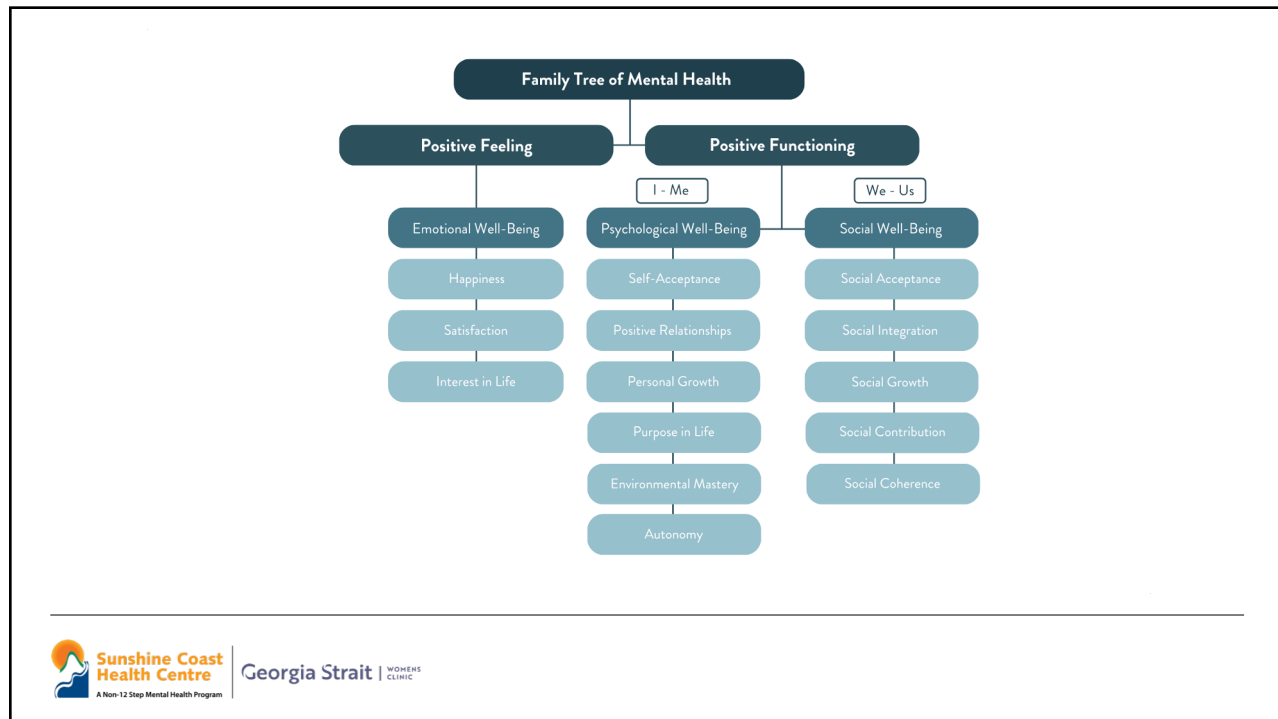 Family Tree of Mental Health
Positive Feeling
Positive Functioning
I - Me
We - Us
Emotional Well-Being
Psychological Well-Being
Social Well-Being
Happiness
Self-Acceptance
Social Acceptance
Satisfaction
Positive Relationships
Social Integration
Interest in Life
Personal Growth
Social Growth
Purpose in Life
Social Contribution
Environmental Mastery
Social Coherence
Autonomy
Sunshine Coast
Health Centre
A Non-12 Step Mental Health Program
Georgia Strait | WOMENS
CLINIC